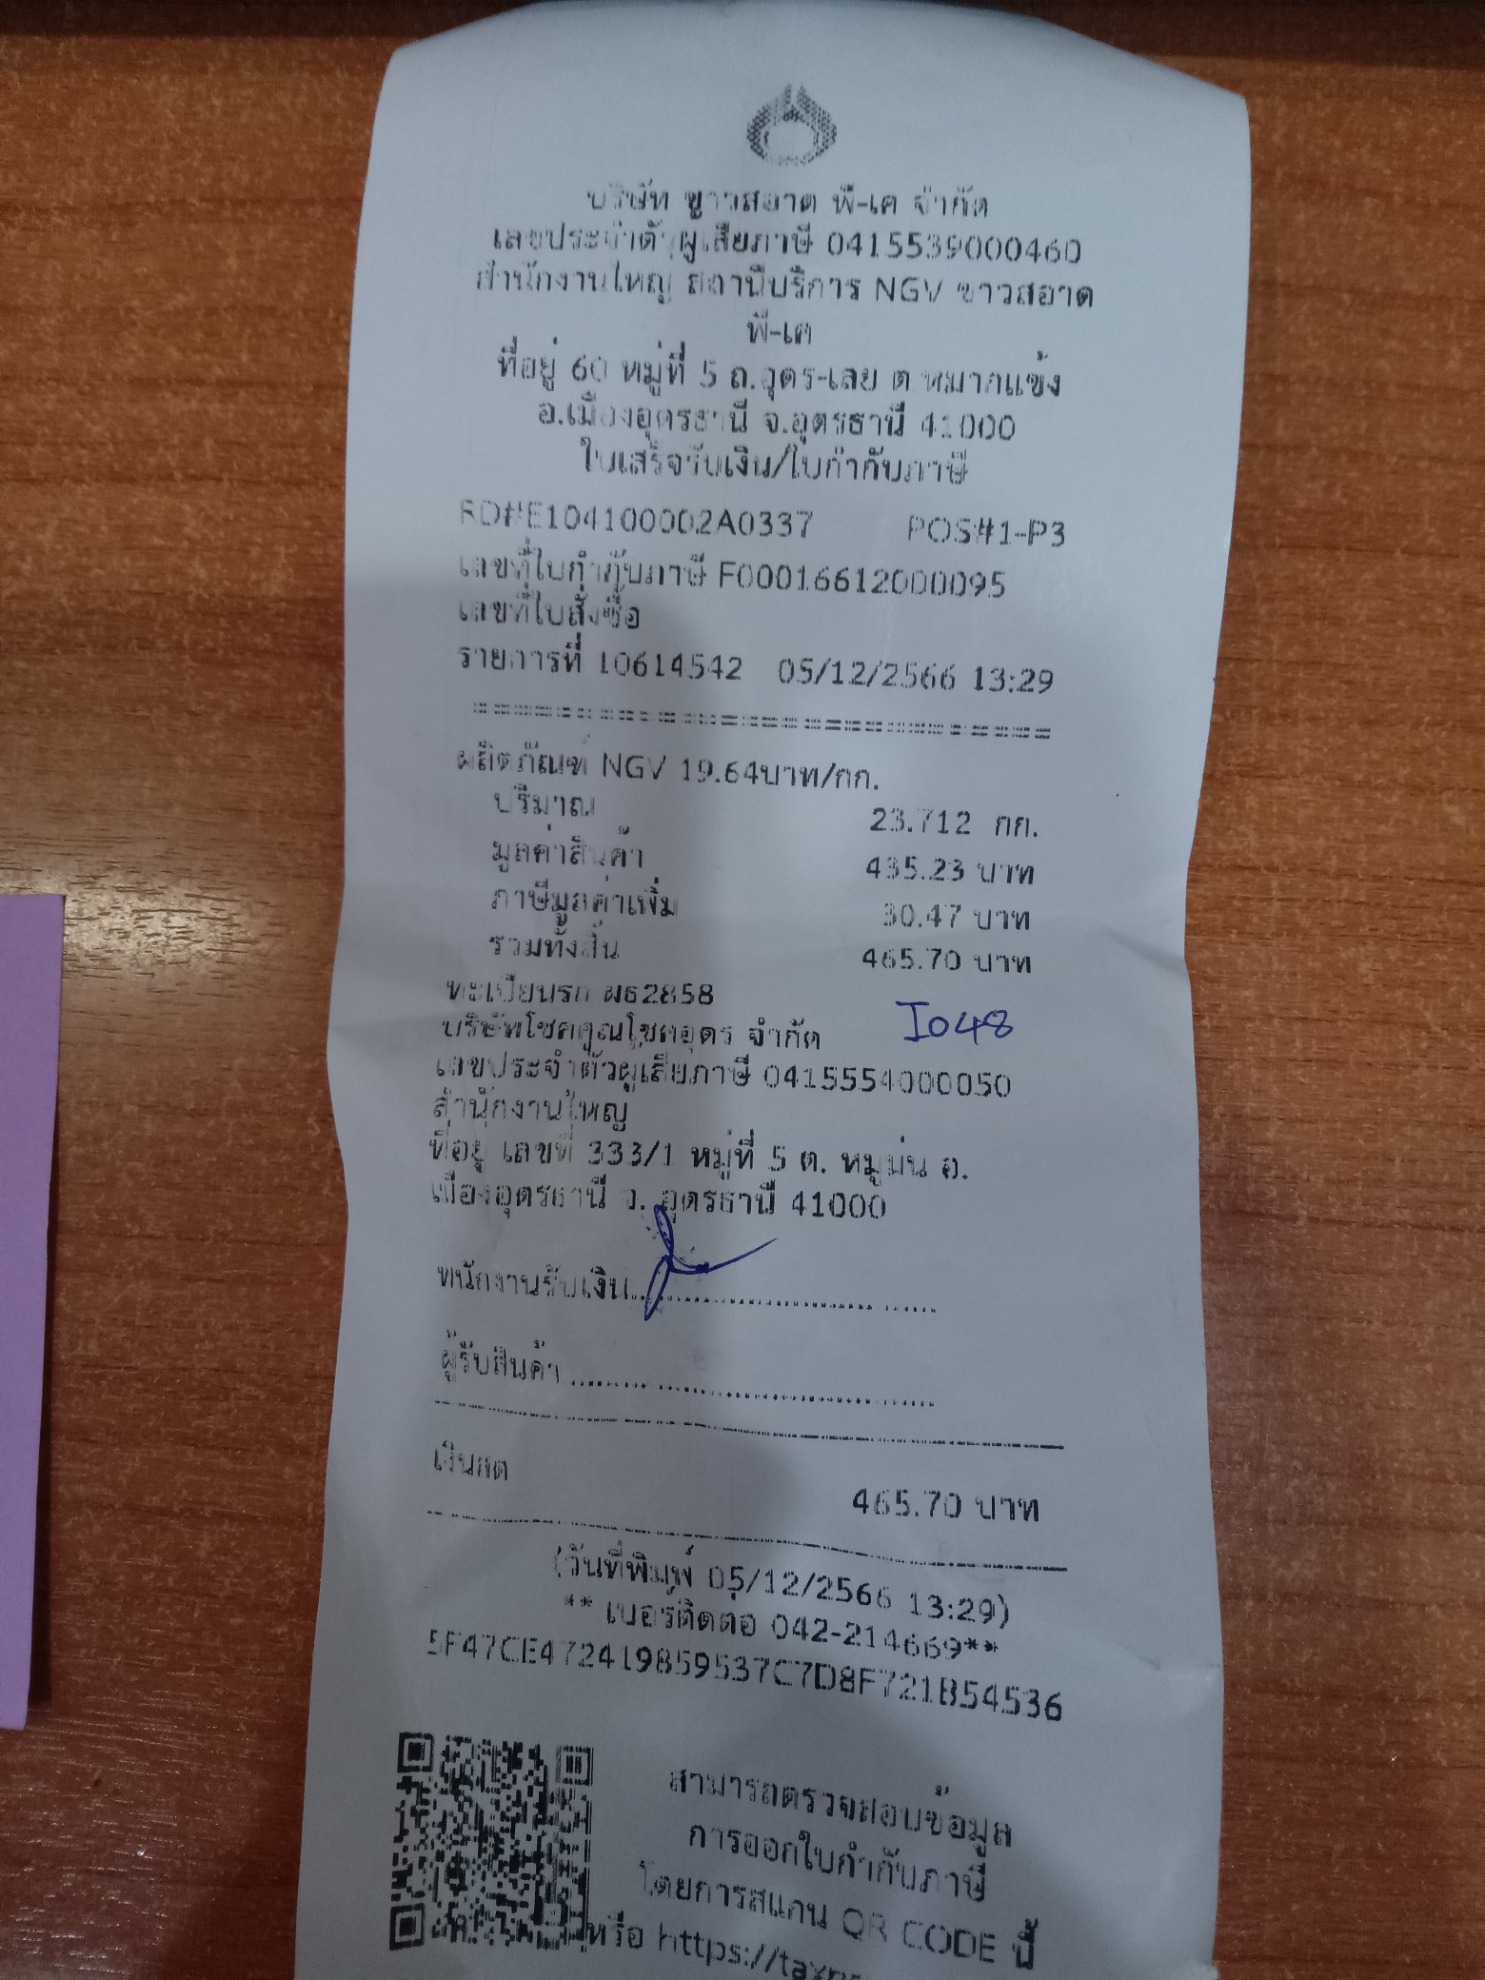 บริษัท ขาวสอาด พี-เค จำกัด
เลขประจำตัวผู้เสียภาษี 0415539000460
สำนักงานใหญ่ สถานีบริการ NGV ขาวสอาด
พี-เค
ที่อยู่ 60 หมู่ที่ 5 ถ.อุดร-เลย ต.หมากแข้ง
อ.เมืองอุดรธานี จ.อุดรธานี 41000
ใบเสร็จรับเงิน/ใบกำกับภาษี
RD#E104100002A0337 POS#1-P3
เลขที่ใบกำกับภาษี F00016612000095
เลขที่ใบสั่งซื้อ
รายการที่ 10614542 05/12/2566 13:29
ผลิตภัณฑ์ NGV 19.64บาท/กก.
ปริมาณ 23.712 กก.
มูลค่าสินค้า 435.23 บาท
ภาษีมูลค่าเพิ่ม 30.47 บาท
รวมทั้งสิ้น 465.70 บาท
ทะเบียนรถ ผธ2858
I048
บริษัทโชคคูณโชคอุดร จำกัด
เลขประจำตัวผู้เสียภาษี 0415554000050
สำนักงานใหญ่
ที่อยู่ เลขที่ 333/1 หมู่ที่ 5 ต. หมูม่น อ.
เมืองอุดรธานี จ. อุดรธานี 41000
พนักงานรับเงิน
ผู้รับสินค้า
เงินสด 465.70 บาท
(วันที่พิมพ์ 05/12/2566 13:29)
** เบอร์ติดต่อ 042-214669**
5F47CE472419859537C7D8F721B54536
สามารถตรวจสอบข้อมูล
การออกใบกำกับภาษี
โดยการสแกน QR CODE นี้
หรือ https://tax